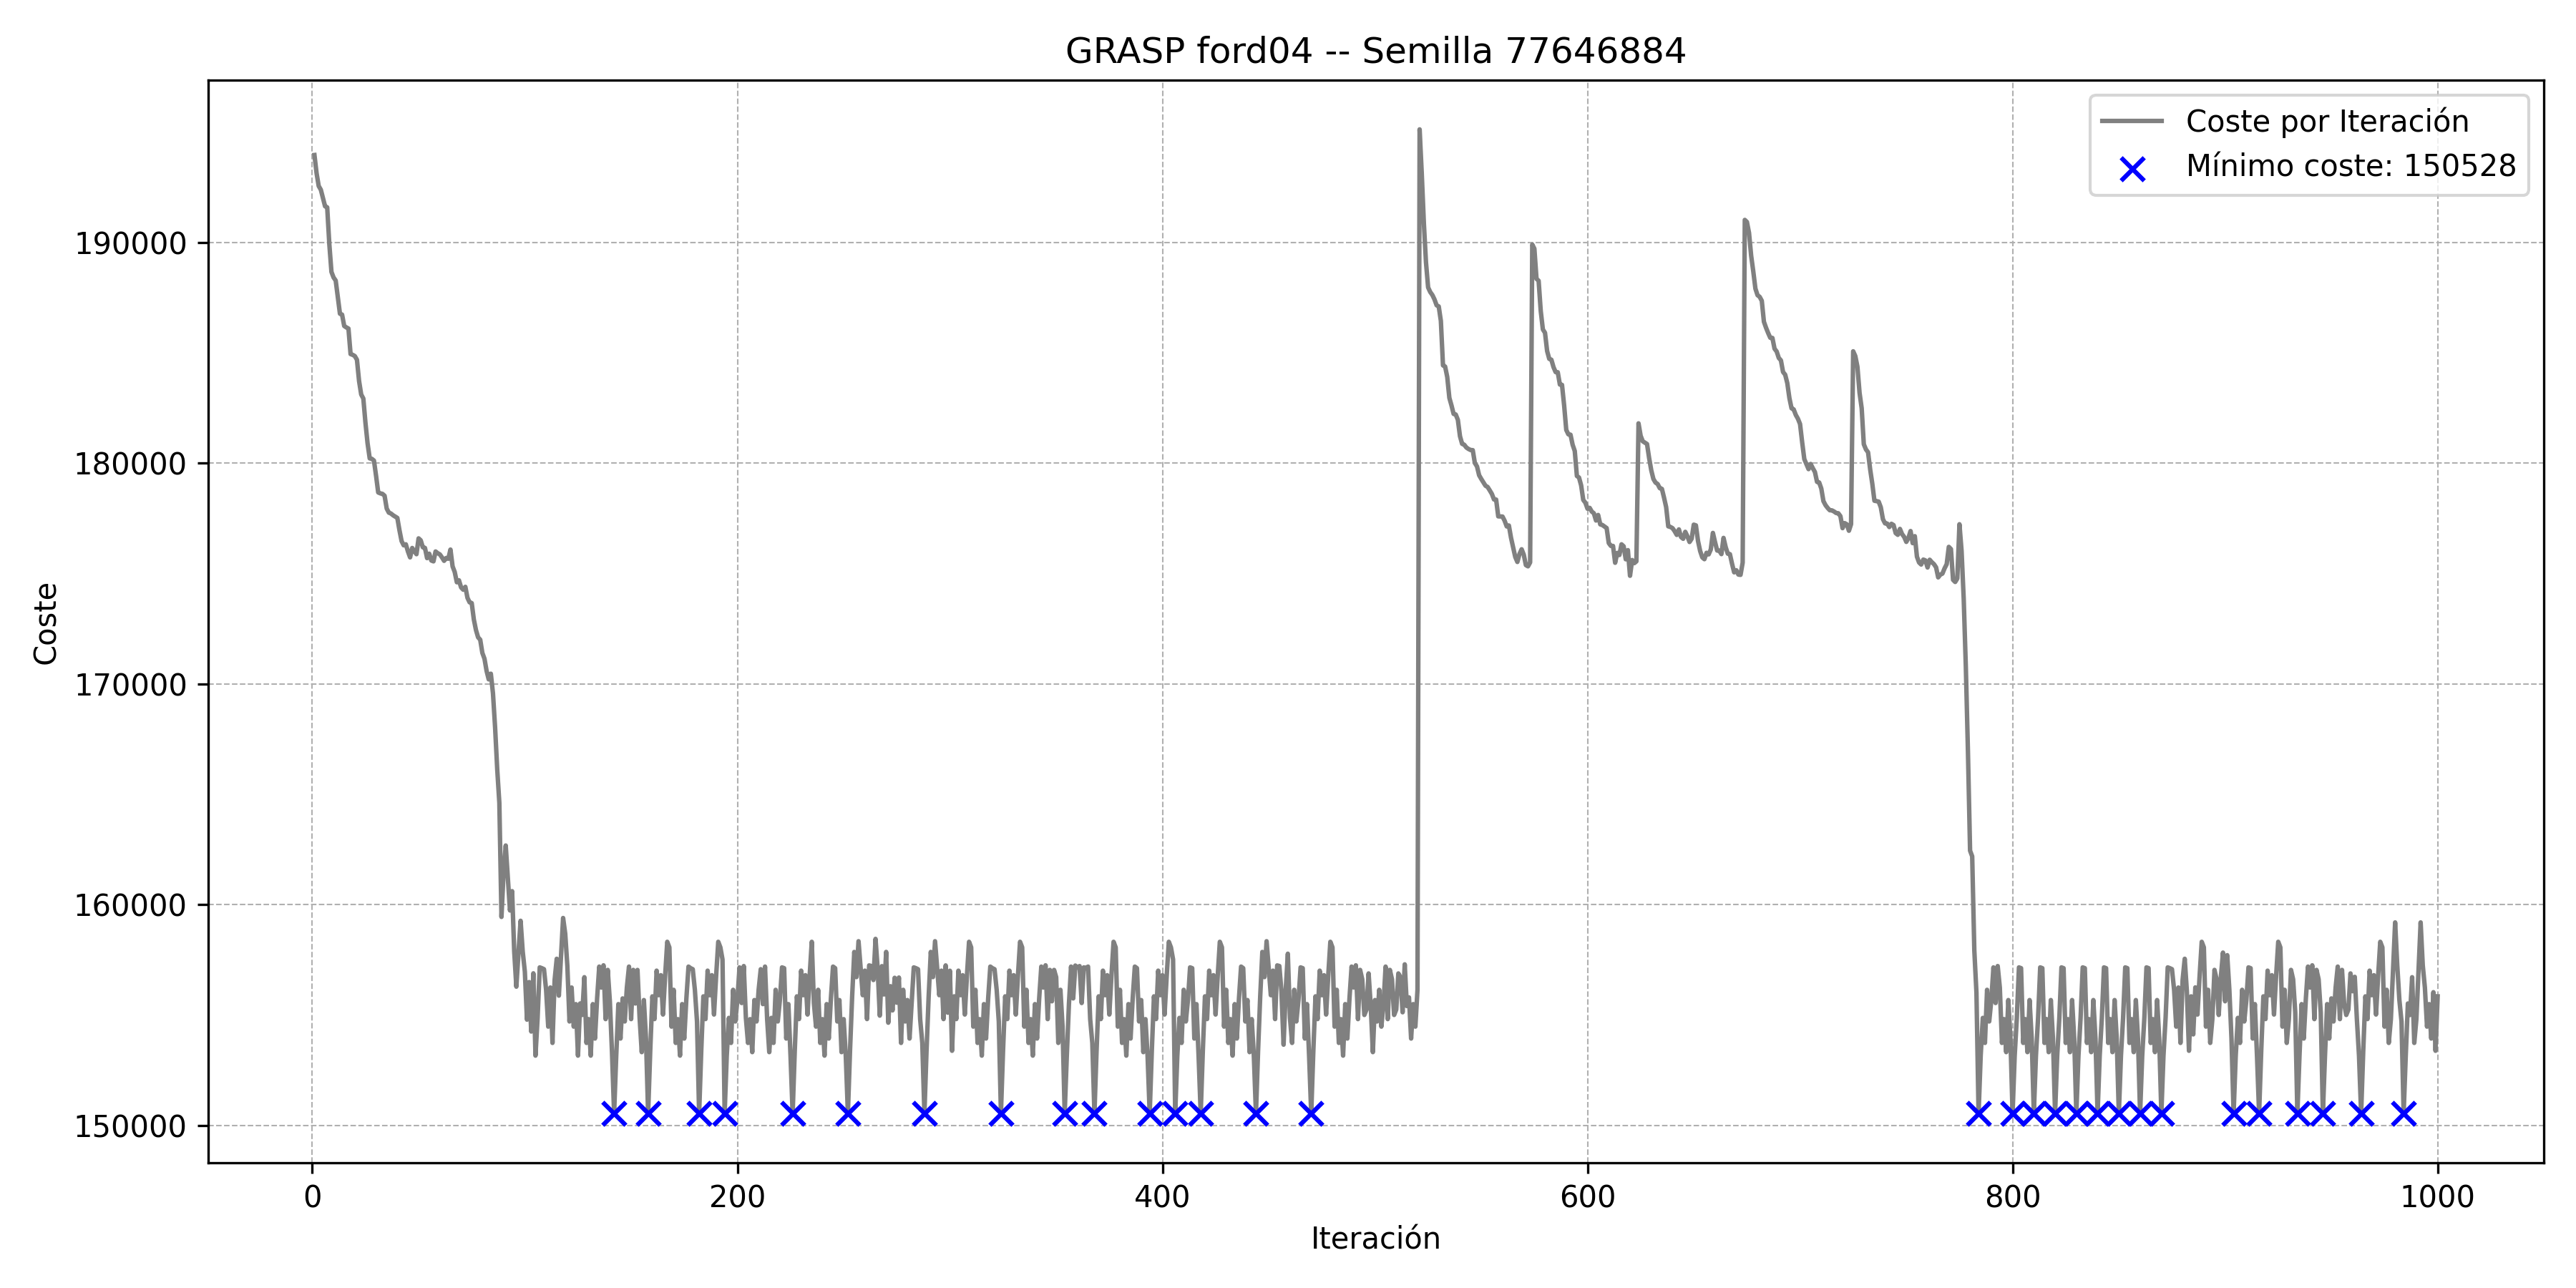 GRASP ford04 -- Semilla 77646884
Coste por Iteración
Mínimo coste: 150528
190000
180000
170000
160000
150000
Coste
0 200 400 600 800 1000
Iteración